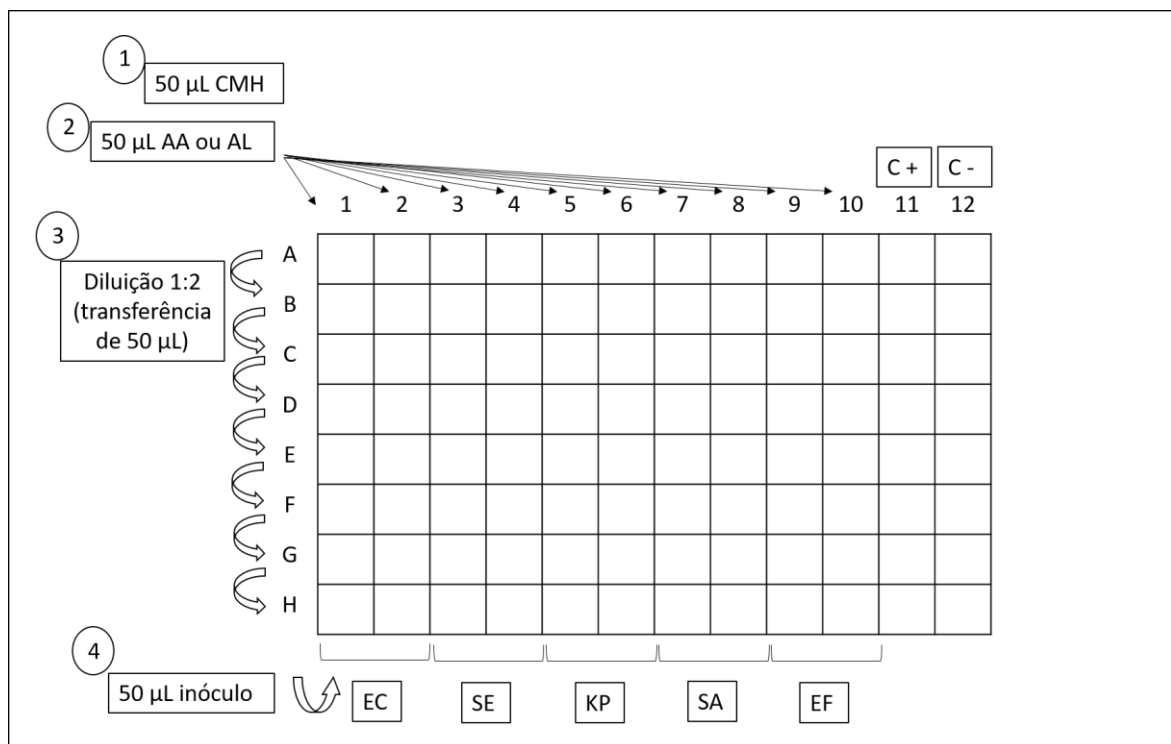 1
50 µL CMH
2
50 µL AA ou AL
C + C -
1 2 3 4 5 6 7 8 9 10 11 12
3
Diluição 1:2
(transferência
de 50 µL)
A
B
C
D
E
F
G
H
4
50 µL inóculo
EC SE KP SA EF